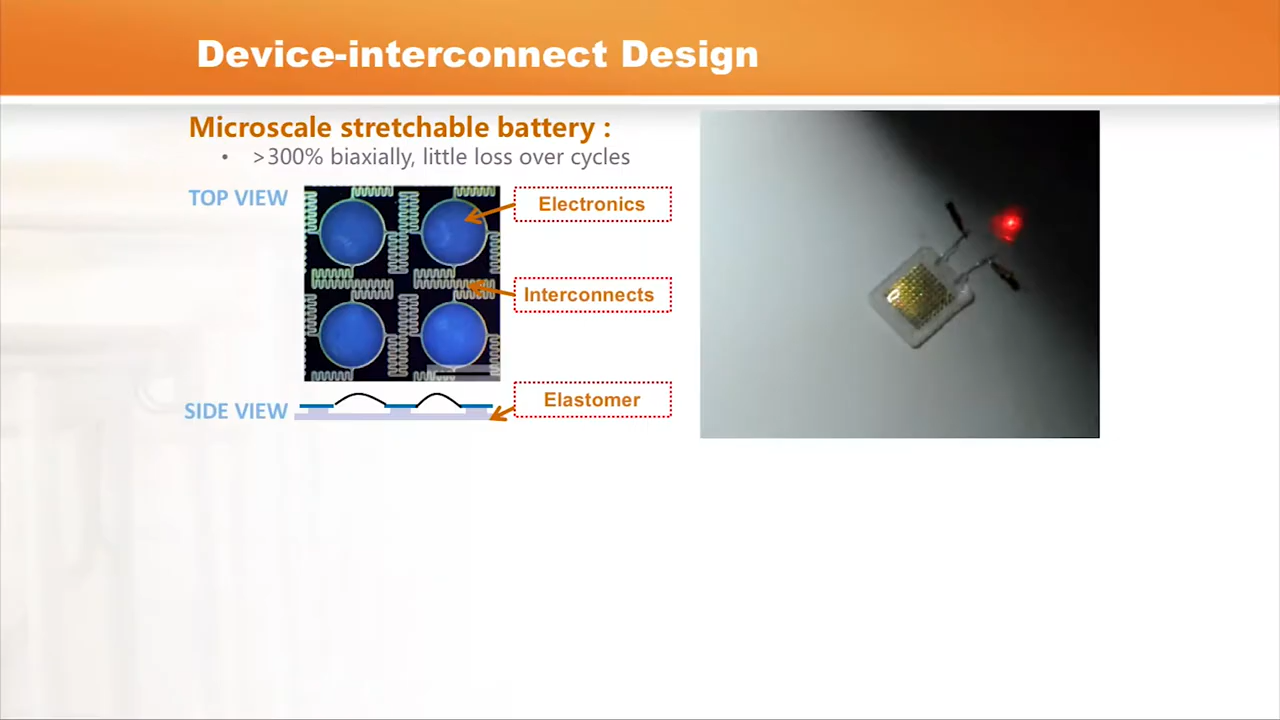 Device-interconnect Design
Microscale stretchable battery :
• >300% biaxially, little loss over cycles
TOP VIEW
Electronics
Interconnects
SIDE VIEW
Elastomer